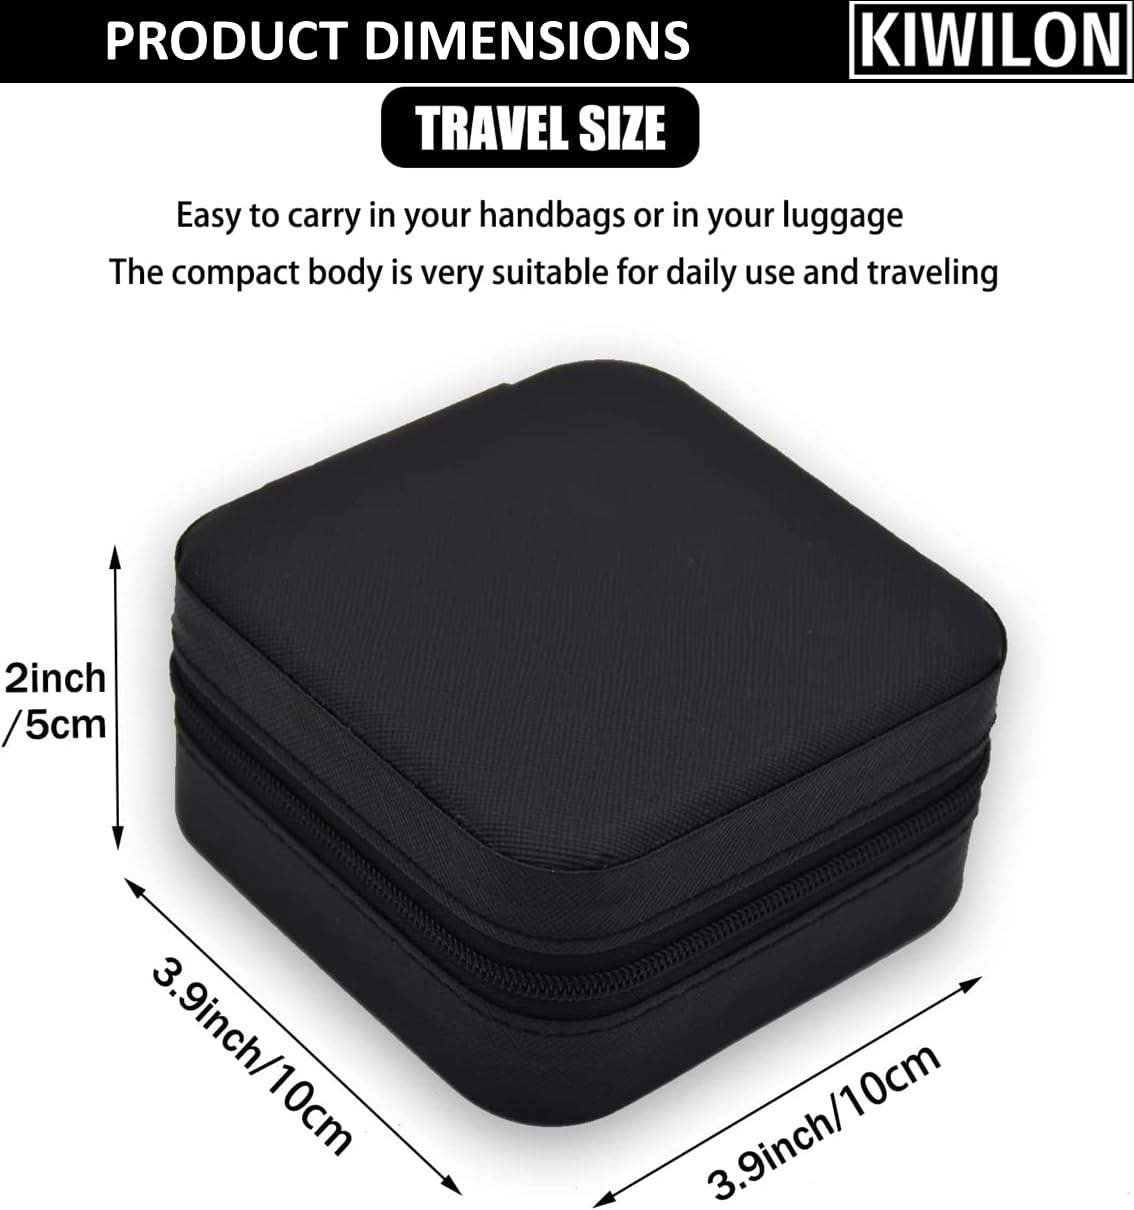 PRODUCT DIMENSIONS
KIWILON
TRAVEL SIZE
Easy to carry in your handbags or in your luggage
The compact body is very suitable for daily use and traveling
2inch
/5cm
3.9inch/10cm
3.9inch/10cm